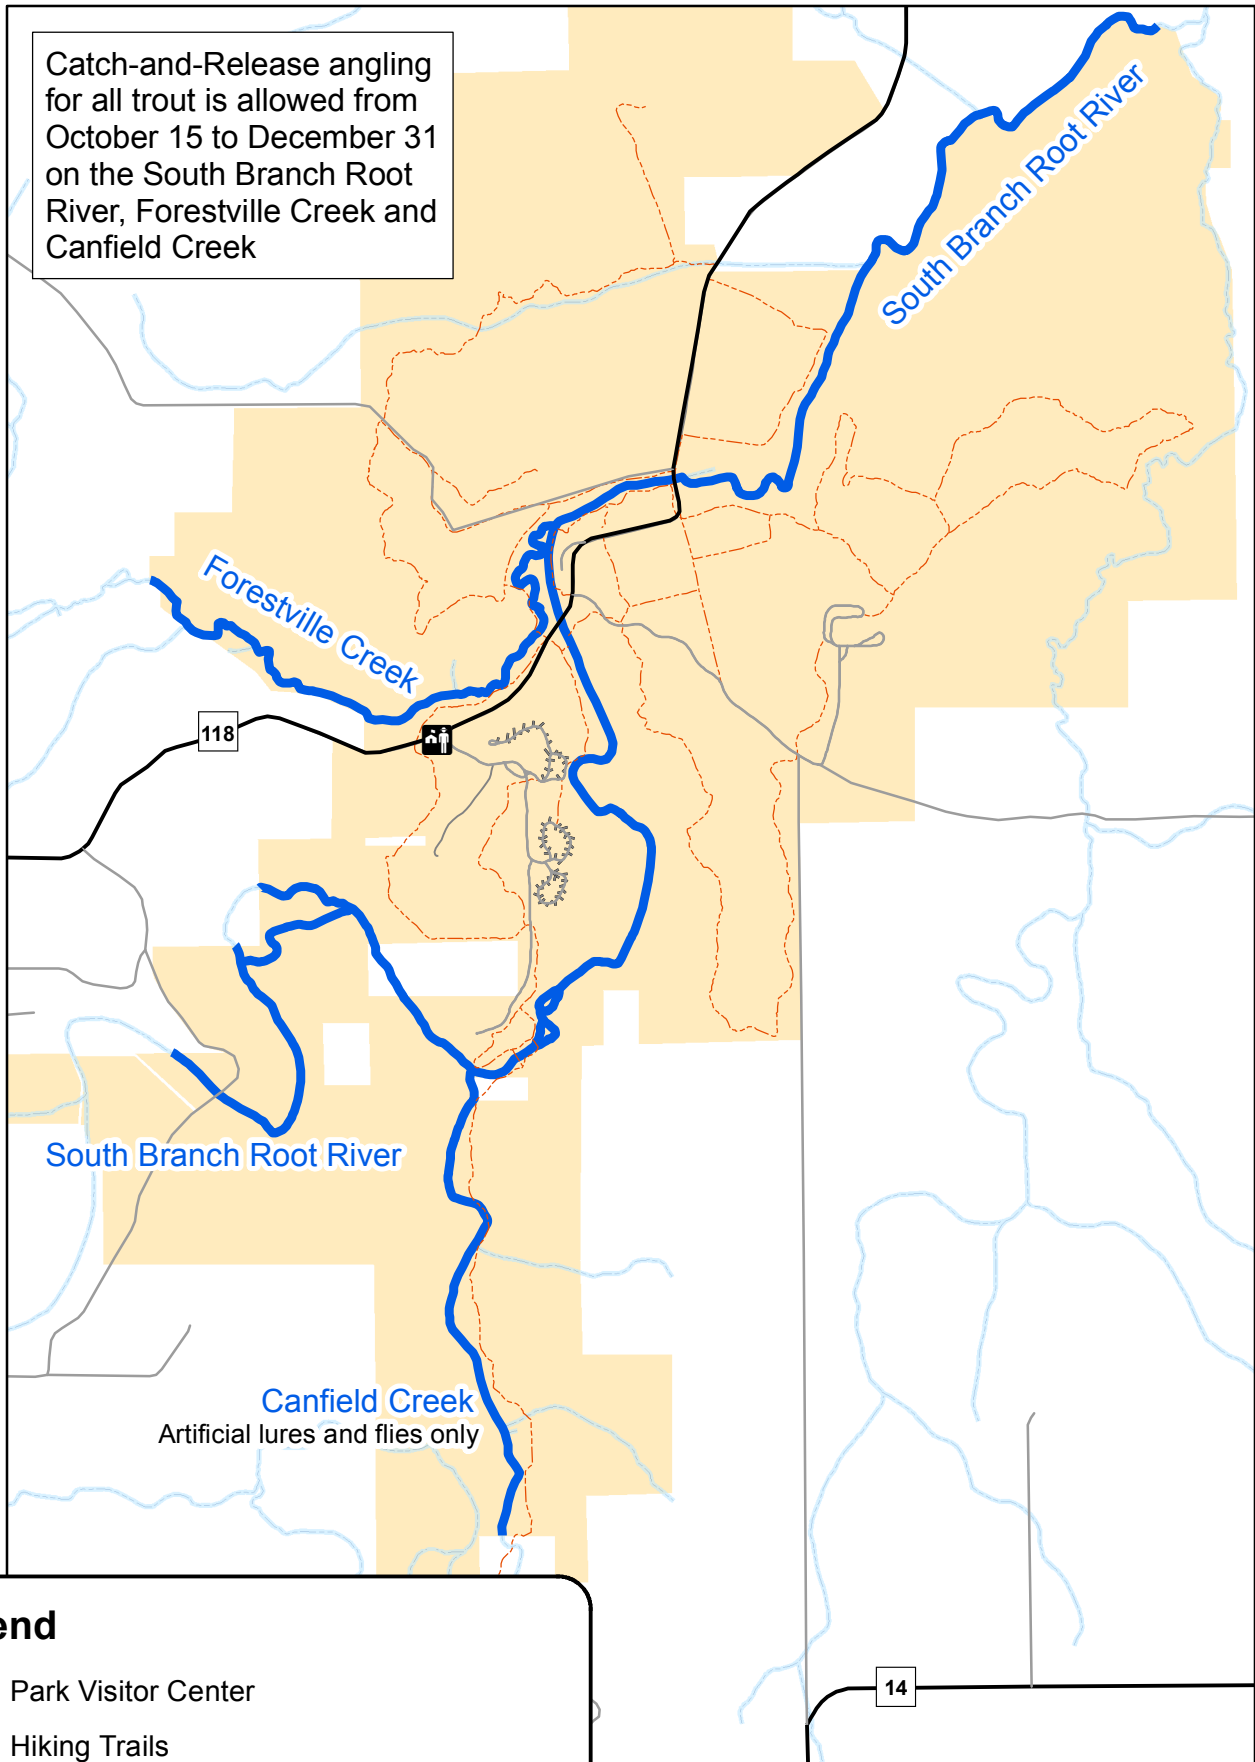 Catch-and-Release angling
for all trout is allowed from
October 15 to December 31
on the South Branch Root
River, Forestville Creek and
Canfield Creek
South Branch Root River
Forestville Creek
118
South Branch Root River
Canfield Creek
Artificial lures and flies only
end
Park Visitor Center
Hiking Trails
14